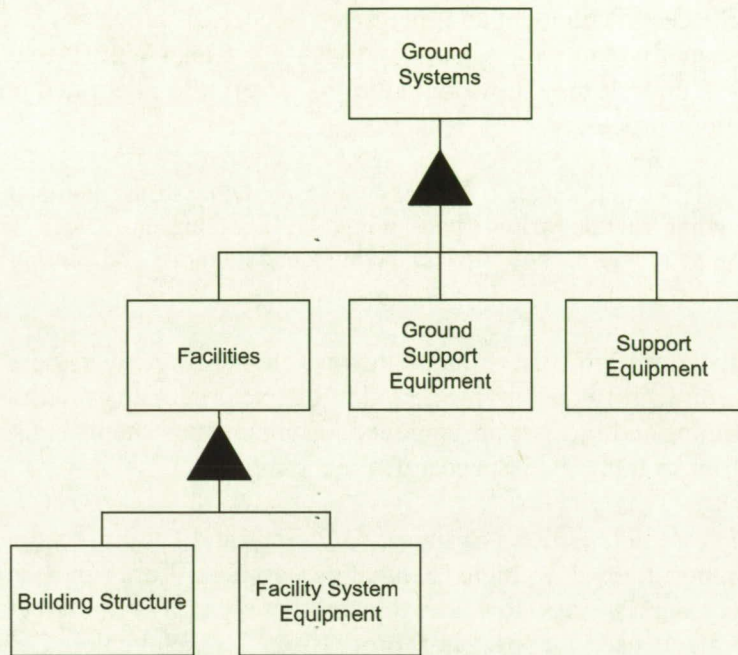 Ground
Systems
Facilities
Ground
Support
Equipment
Support
Equipment
Building Structure
Facility System
Equipment